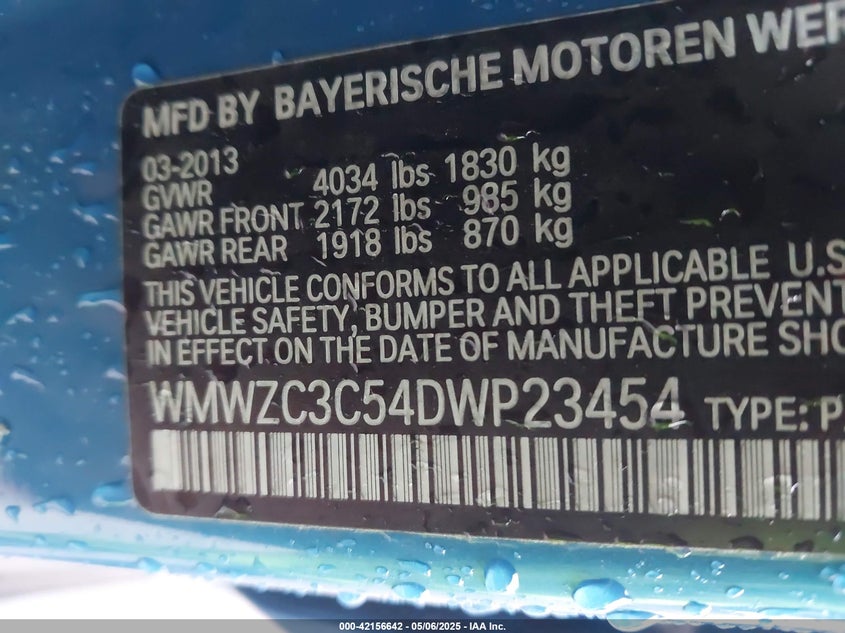 MFD BY BAYERISCHE MOTOREN WER
03-2013
GVWR 4034 lbs 1830 kg
GAWR FRONT 2172 lbs 985 kg
GAWR REAR 1918 lbs 870 kg
THIS VEHICLE CONFORMS TO ALL APPLICABLE U.S
VEHICLE SAFETY, BUMPER AND THEFT PREVENT
IN EFFECT ON THE DATE OF MANUFACTURE SHO
WMWZC3C54DWP23454 TYPE: P
000-42156642 - 05/06/2025 - IAA Inc.